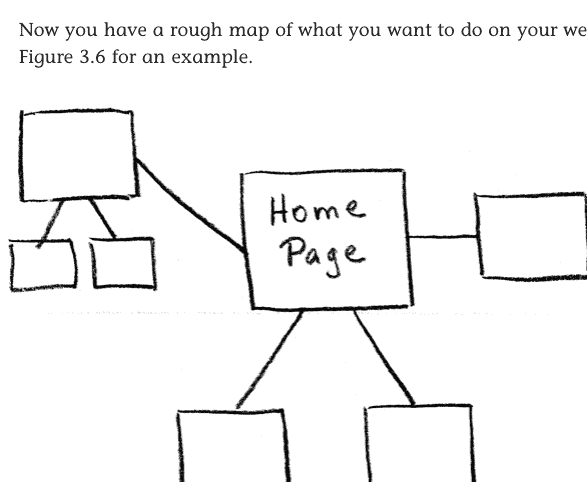 Now you have a rough map of what you want to do on your we
Figure 3.6 for an example.
Home
Page